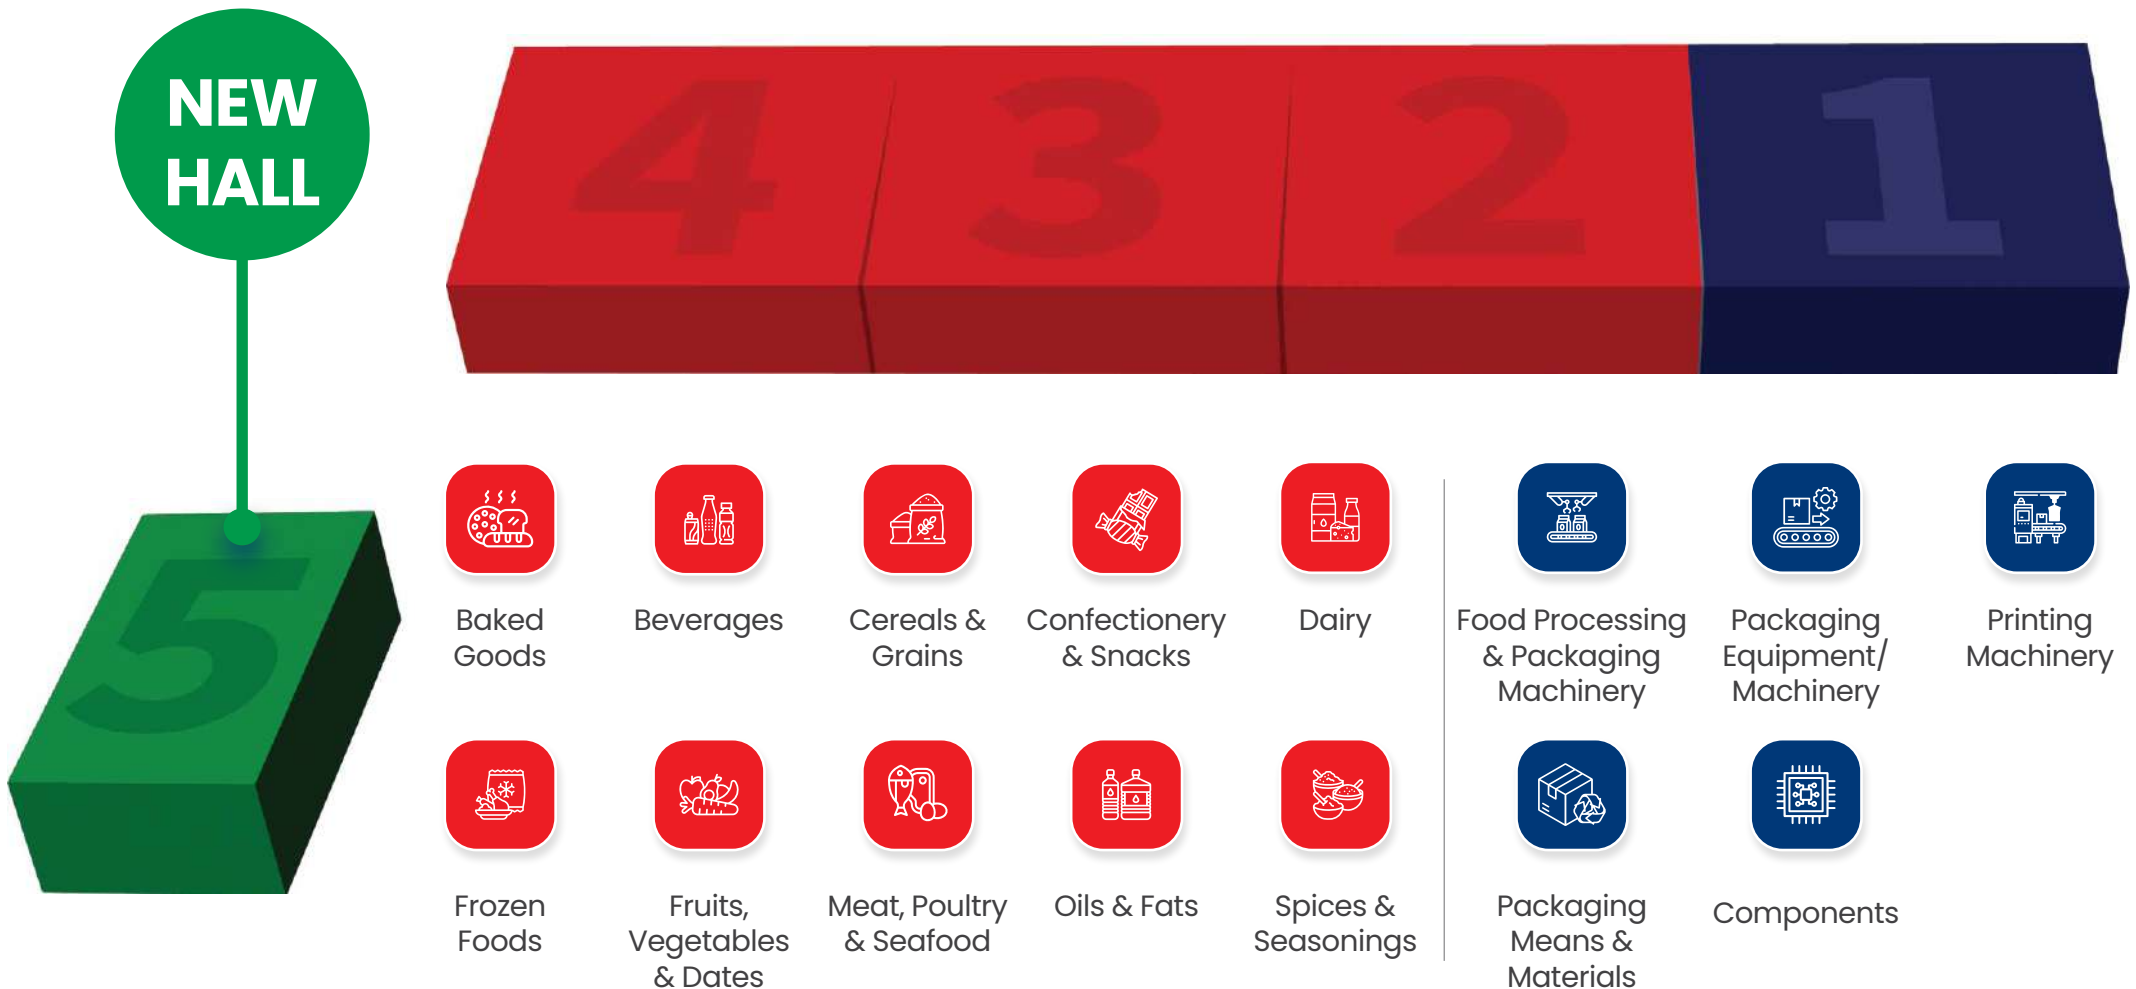 NEW
HALL
4 3 2 1
5
Baked
Goods
Beverages
Cereals &
Grains
Confectionery
& Snacks
Dairy
Food Processing
& Packaging
Machinery
Packaging
Equipment/
Machinery
Printing
Machinery
Frozen
Foods
Fruits,
Vegetables
& Dates
Meat, Poultry
& Seafood
Oils & Fats
Spices &
Seasonings
Packaging
Means &
Materials
Components